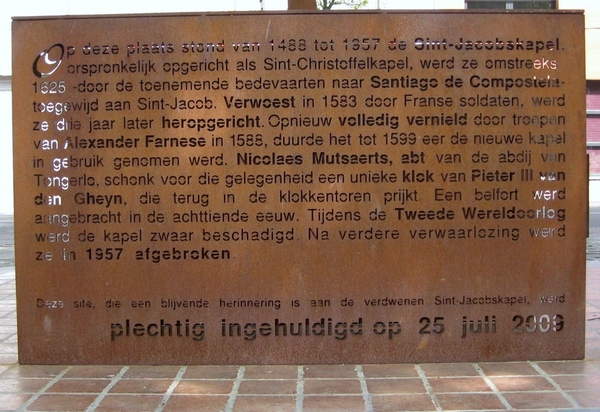 Op deze plaats stond van 1488 tot 1957 de Sint-Jacobskapel.
Oorspronkelijk opgericht als Sint-Christoffelkapel, werd ze omstreeks
1625 -door de toenemende bedevaarten naar Santiago de Compostela-
toegewijd aan Sint-Jacob. Verwoest in 1583 door Franse soldaten, werd
ze drie jaar later heropgericht. Opnieuw volledig vernield door troepen
van Alexander Farnese in 1588, duurde het tot 1599 eer de nieuwe kapel
in gebruik genomen werd. Nicolaes Mutsaerts, abt van de abdij van
Tongerlo, schonk voor die gelegenheid een unieke klok van Pieter III van
den Gheyn, die terug in de klokkentoren prijkt. Een belfort werd
aangebracht in de achttiende eeuw. Tijdens de Tweede Wereldoorlog
werd de kapel zwaar beschadigd. Na verdere verwaarlozing werd
ze in 1957 afgebroken.
Deze site, die een blijvende herinnering is aan de verdwenen Sint-Jacobskapel, werd
plechtig ingehuldigd op 25 juli 2009